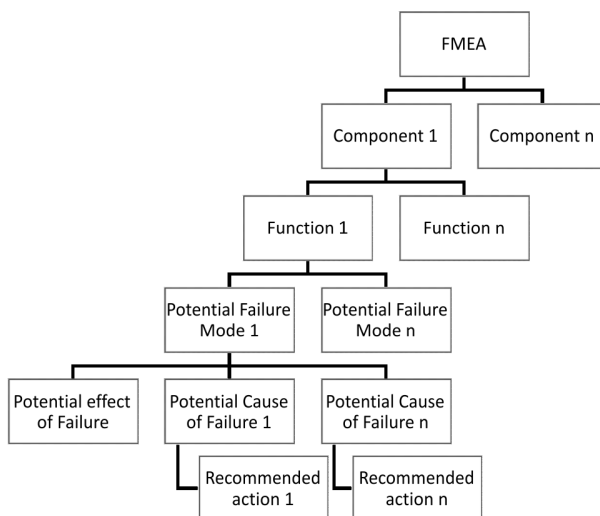 FMEA
Component 1
Component n
Function 1
Function n
Potential Failure
Mode 1
Potential Failure
Mode n
Potential effect
of Failure
Potential Cause
of Failure 1
Potential Cause
of Failure n
Recommended
action 1
Recommended
action n